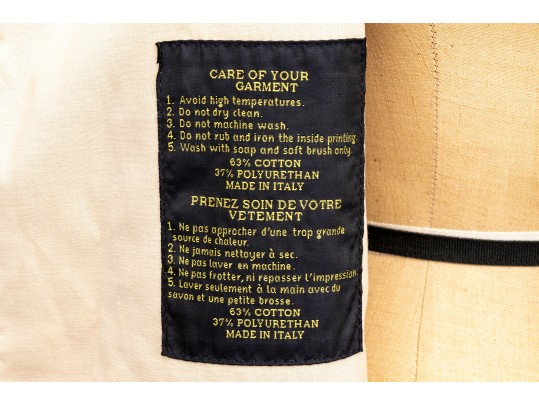 CARE OF YOUR
GARMENT
1. Avoid high temperatures.
2. Do not dry clean.
3. Do not machine wash.
4. Do not rub and iron the inside printing.
5. Wash with soap and soft brush only.
63% COTTON
37% POLYURETHAN
MADE IN ITALY
PRENEZ SOIN DE VOTRE
VETEMENT
1. Ne pas approcher d'une trop grande
source de chaleur.
2. Ne jamais nettoyer à sec.
3. Ne pas laver en machine.
4. Ne pas frotter, ni repasser l'impression.
5. Laver seulement à la main avec du
savon et une petite brosse.
63% COTTON
37% POLYURETHAN
MADE IN ITALY